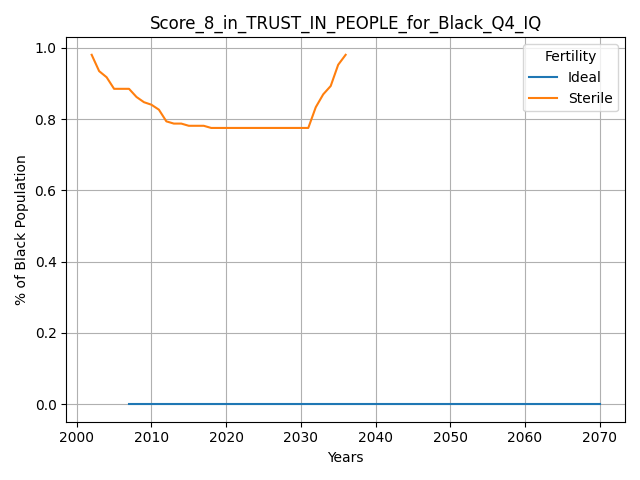 Score_8_in_TRUST_IN_PEOPLE_for_Black_Q4_IQ
1.0
0.8
0.6
0.4
0.2
0.0
% of Black Population
Fertility
Ideal
Sterile
2000 2010 2020 2030 2040 2050 2060 2070
Years